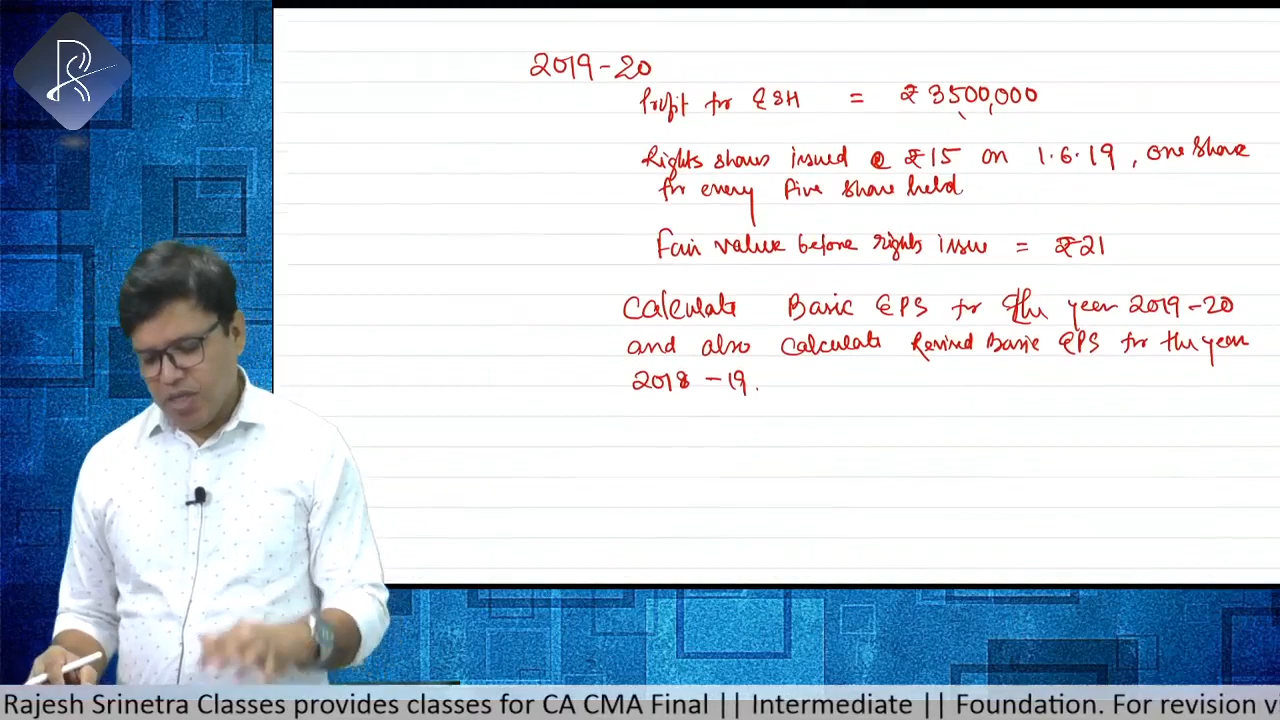 2019-20
Profit for ESH = ₹ 3500,000
Rights shares issued @ ₹15 on 1.6.19, one share
for every five share held
Fair value before rights issue = ₹21
Calculate Basic EPS for the year 2019-20
and also calculate Revised Basic EPS for the year
2018-19.
Rajesh Srinetra Classes provides classes for CA CMA Final || Intermediate || Foundation. For revision v